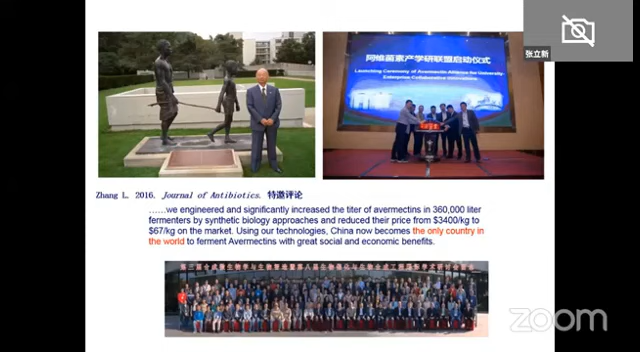 张立新
阿维菌素产学研联盟启动仪式
Launching Ceremony of Avermectin Alliance for University-
Enterprise Collaborative Innovations
Zhang L. 2016. Journal of Antibiotics. 特邀评论
......we engineered and significantly increased the titer of avermectins in 360,000 liter
fermenters by synthetic biology approaches and reduced their price from $3400/kg to
$67/kg on the market. Using our technologies, China now becomes the only country in
the world to ferment Avermectins with great social and economic benefits.
zoom